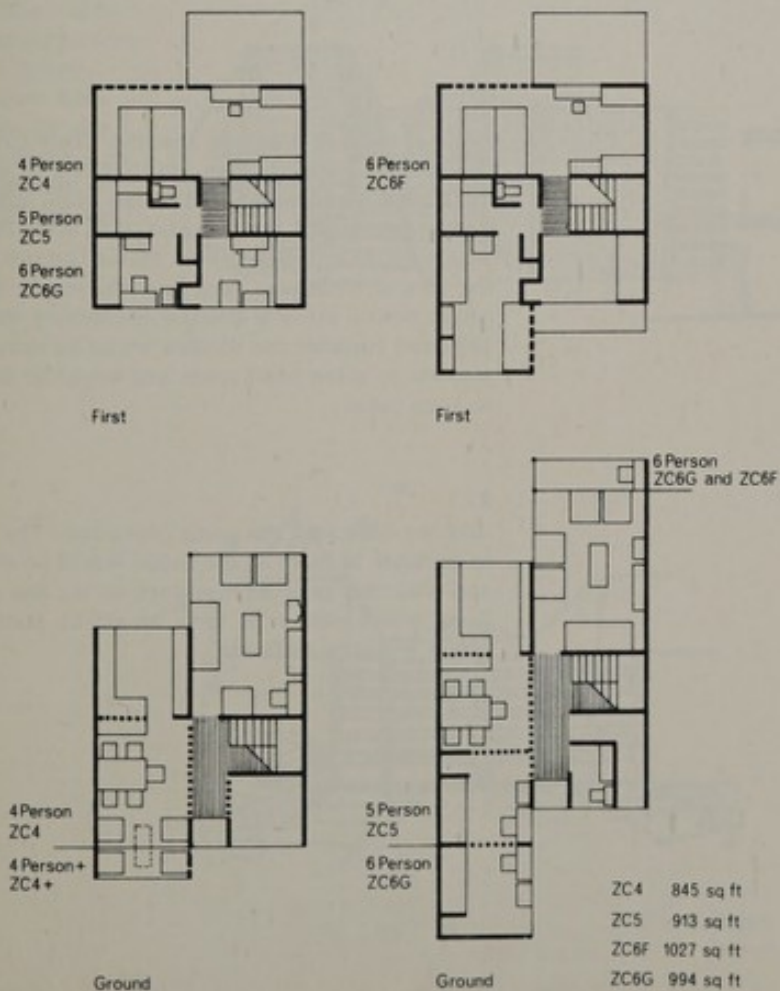 4 Person
ZC4
5 Person
ZC5
6 Person
ZC6G
First
6 Person
ZC6F
First
4 Person
ZC4
4 Person+
ZC4+
Ground
6 Person
ZC6G and ZC6F
5 Person
ZC5
6 Person
ZC6G
Ground
ZC4 845 sq ft
ZC5 913 sq ft
ZC6F 1027 sq ft
ZC6G 994 sq ft